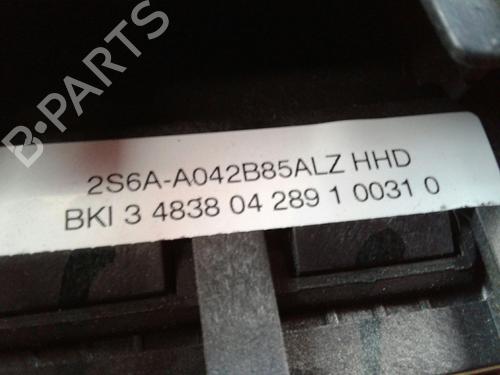 B-PARTS
2S6A-A042B85ALZ HHD
BKI 3 4838 04 289 1 0031 0